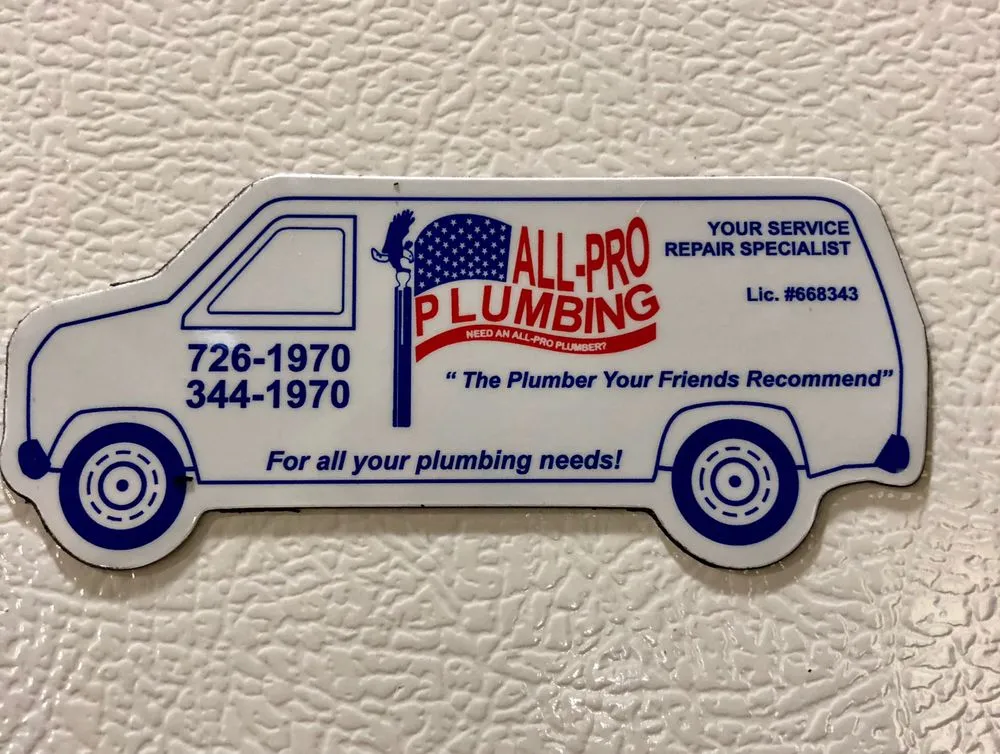 ALL-PRO
PLUMBING
NEED AN ALL-PRO PLUMBER?
YOUR SERVICE
REPAIR SPECIALIST
Lic. #668343
726-1970
344-1970
“ The Plumber Your Friends Recommend”
For all your plumbing needs!